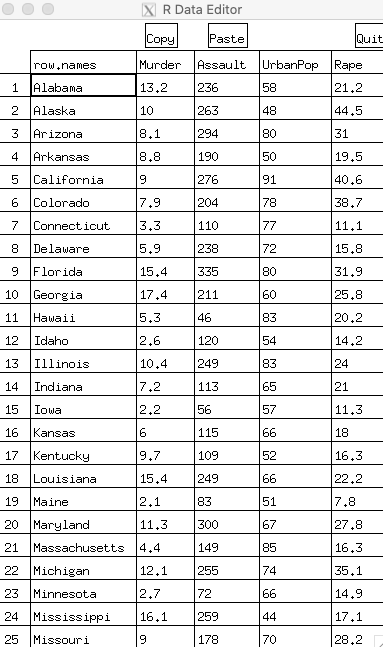 R Data Editor
Copy Paste Quit
row.names Murder Assault UrbanPop Rape
1 Alabama 13.2 236 58 21.2
2 Alaska 10 263 48 44.5
3 Arizona 8.1 294 80 31
4 Arkansas 8.8 190 50 19.5
5 California 9 276 91 40.6
6 Colorado 7.9 204 78 38.7
7 Connecticut 3.3 110 77 11.1
8 Delaware 5.9 238 72 15.8
9 Florida 15.4 335 80 31.9
10 Georgia 17.4 211 60 25.8
11 Hawaii 5.3 46 83 20.2
12 Idaho 2.6 120 54 14.2
13 Illinois 10.4 249 83 24
14 Indiana 7.2 113 65 21
15 Iowa 2.2 56 57 11.3
16 Kansas 6 115 66 18
17 Kentucky 9.7 109 52 16.3
18 Louisiana 15.4 249 66 22.2
19 Maine 2.1 83 51 7.8
20 Maryland 11.3 300 67 27.8
21 Massachusetts 4.4 149 85 16.3
22 Michigan 12.1 255 74 35.1
23 Minnesota 2.7 72 66 14.9
24 Mississippi 16.1 259 44 17.1
25 Missouri 9 178 70 28.2